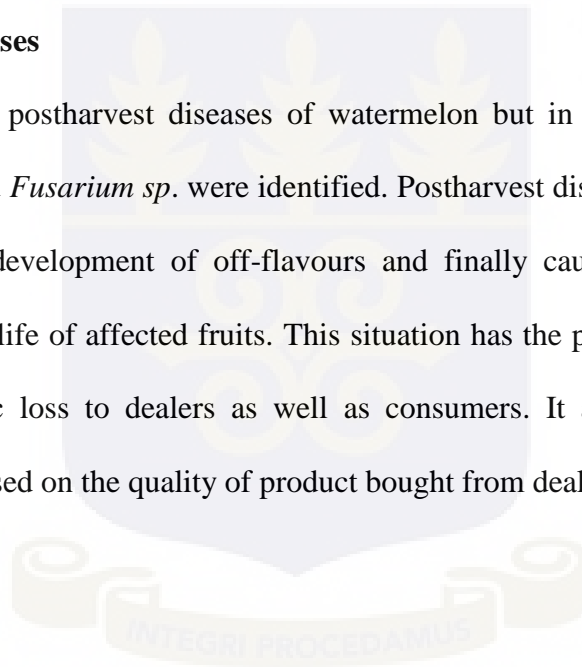 ses
postharvest diseases of watermelon but in
Fusarium sp. were identified. Postharvest dis
development of off-flavours and finally cau
life of affected fruits. This situation has the p
c loss to dealers as well as consumers. It
sed on the quality of product bought from deal
INTEGRI PROCEDAMUS